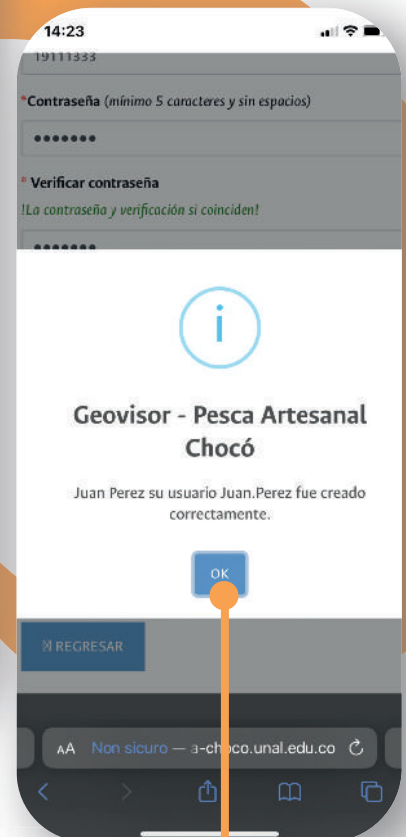 14:23
19111333
*Contraseña (mínimo 5 caracteres y sin espacios)
•••••••
* Verificar contraseña
!La contraseña y verificación si coinciden!
•••••••
i
Geovisor - Pesca Artesanal
Chocó
Juan Perez su usuario Juan.Perez fue creado
correctamente.
OK
REGRESAR
AA Non sicuro — a-choco.unal.edu.co